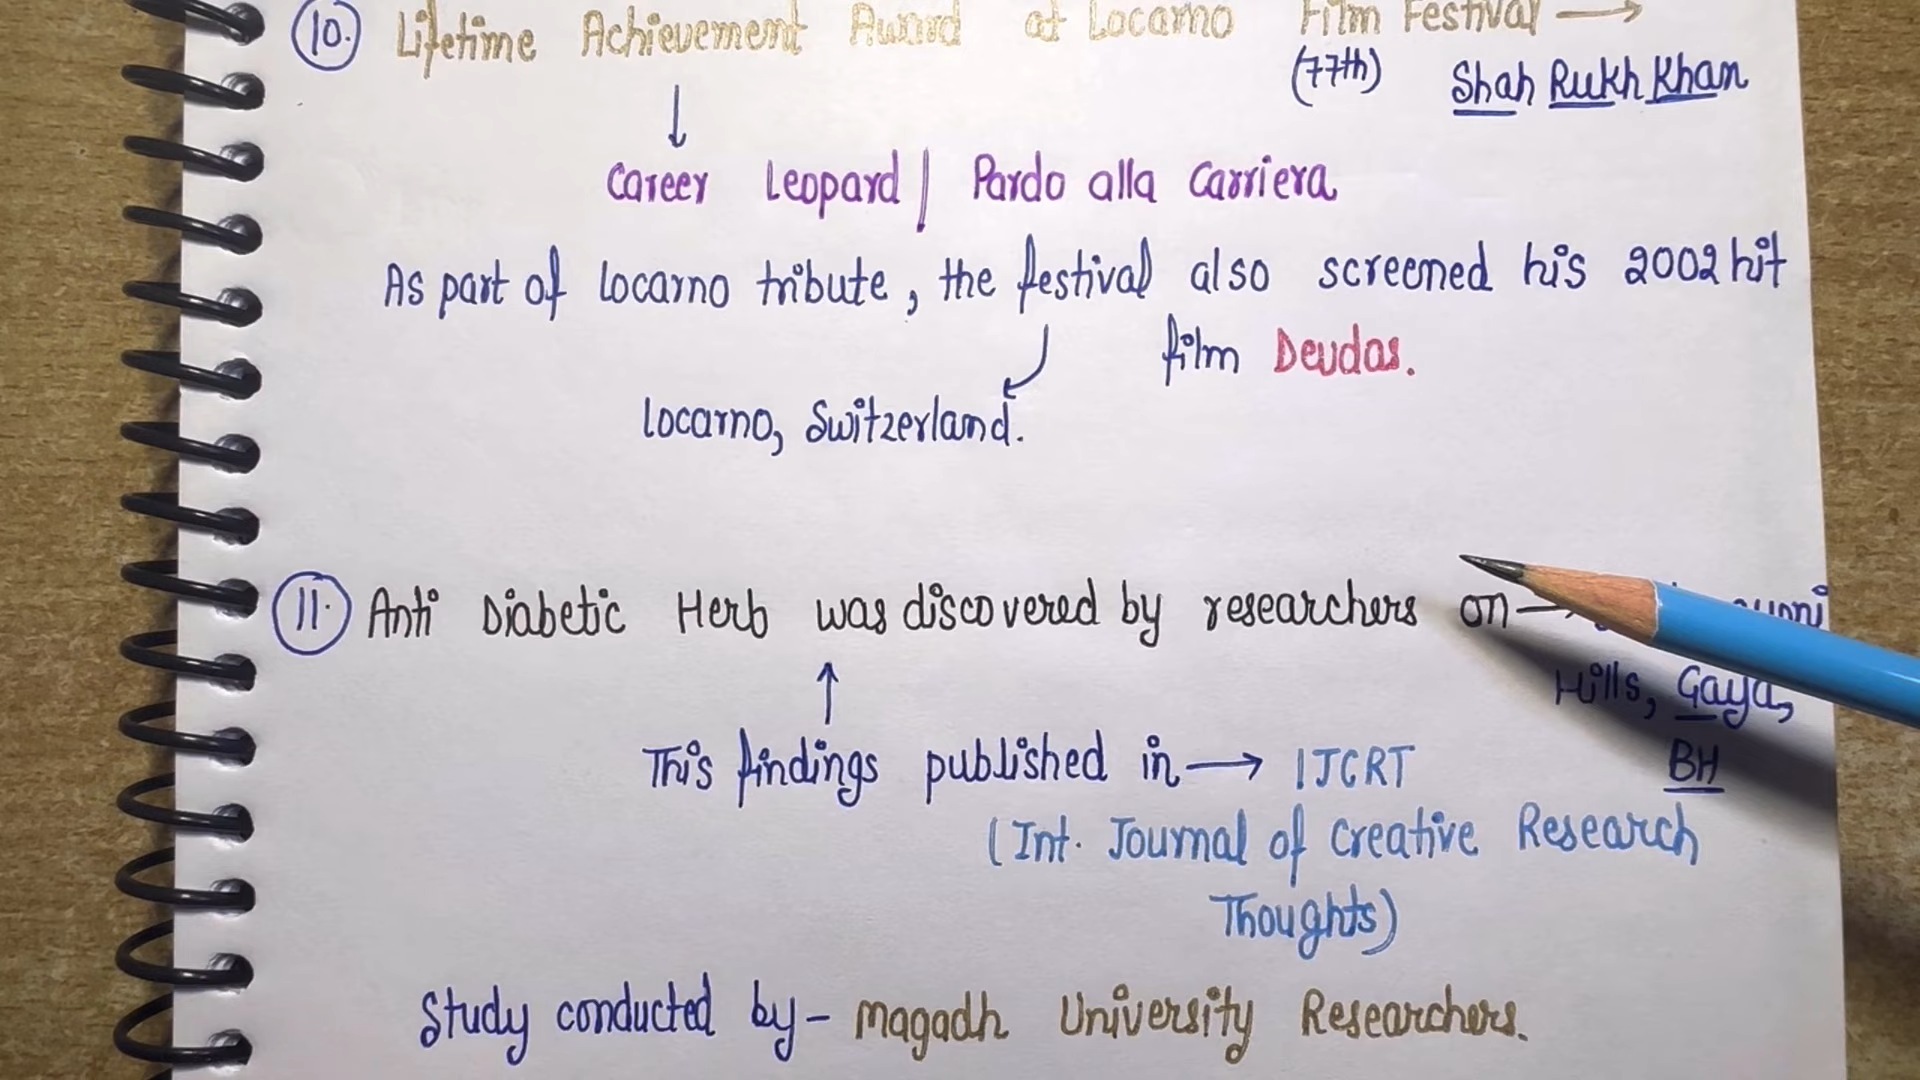 10. Lifetime Achievement Award at Locarno Film Festival →
(77th) Shah Rukh Khan
↓
Career Leopard / Pardo alla Carriera
As part of Locarno tribute, the festival also screened his 2002 hit
film Devdas.
Locarno, Switzerland.
11. Anti Diabetic Herb was discovered by researchers on →
Hills, Gaya,
↑
This findings published in → IJCRT
BH
(Int. Journal of Creative Research
Thoughts)
Study conducted by - Magadh University Researchers.